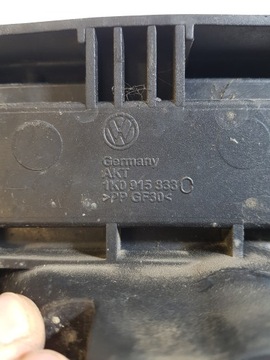 Germany
AKT
1K0 915 333 C
>PP GF30<